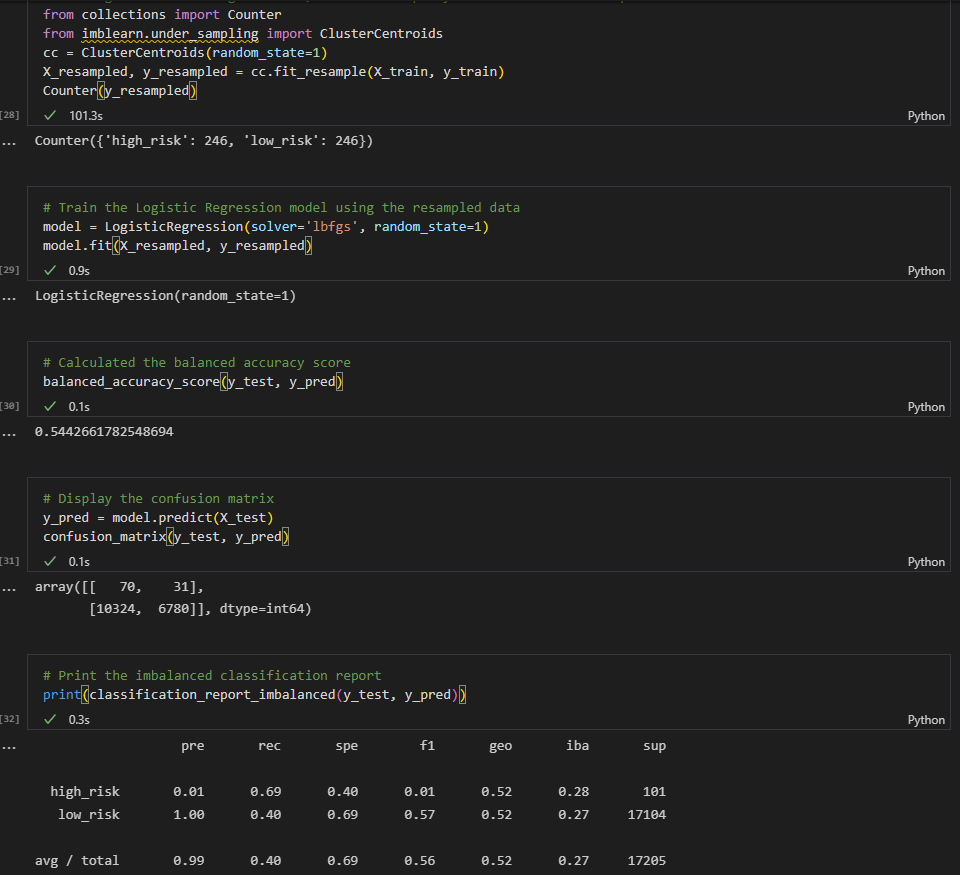 from collections import Counter
from imblearn.under_sampling import ClusterCentroids
cc = ClusterCentroids(random_state=1)
X_resampled, y_resampled = cc.fit_resample(X_train, y_train)
Counter(y_resampled)
[28] ✓ 101.3s Python
... Counter({'high_risk': 246, 'low_risk': 246})
# Train the Logistic Regression model using the resampled data
model = LogisticRegression(solver='lbfgs', random_state=1)
model.fit(X_resampled, y_resampled)
[29] ✓ 0.9s Python
... LogisticRegression(random_state=1)
# Calculated the balanced accuracy score
balanced_accuracy_score(y_test, y_pred)
[30] ✓ 0.1s Python
... 0.5442661782548694
# Display the confusion matrix
y_pred = model.predict(X_test)
confusion_matrix(y_test, y_pred)
[31] ✓ 0.1s Python
... array([[   70,    31],
       [10324,  6780]], dtype=int64)
# Print the imbalanced classification report
print(classification_report_imbalanced(y_test, y_pred))
[32] ✓ 0.3s Python
... pre rec spe f1 geo iba sup
high_risk 0.01 0.69 0.40 0.01 0.52 0.28 101
low_risk 1.00 0.40 0.69 0.57 0.52 0.27 17104
avg / total 0.99 0.40 0.69 0.56 0.52 0.27 17205